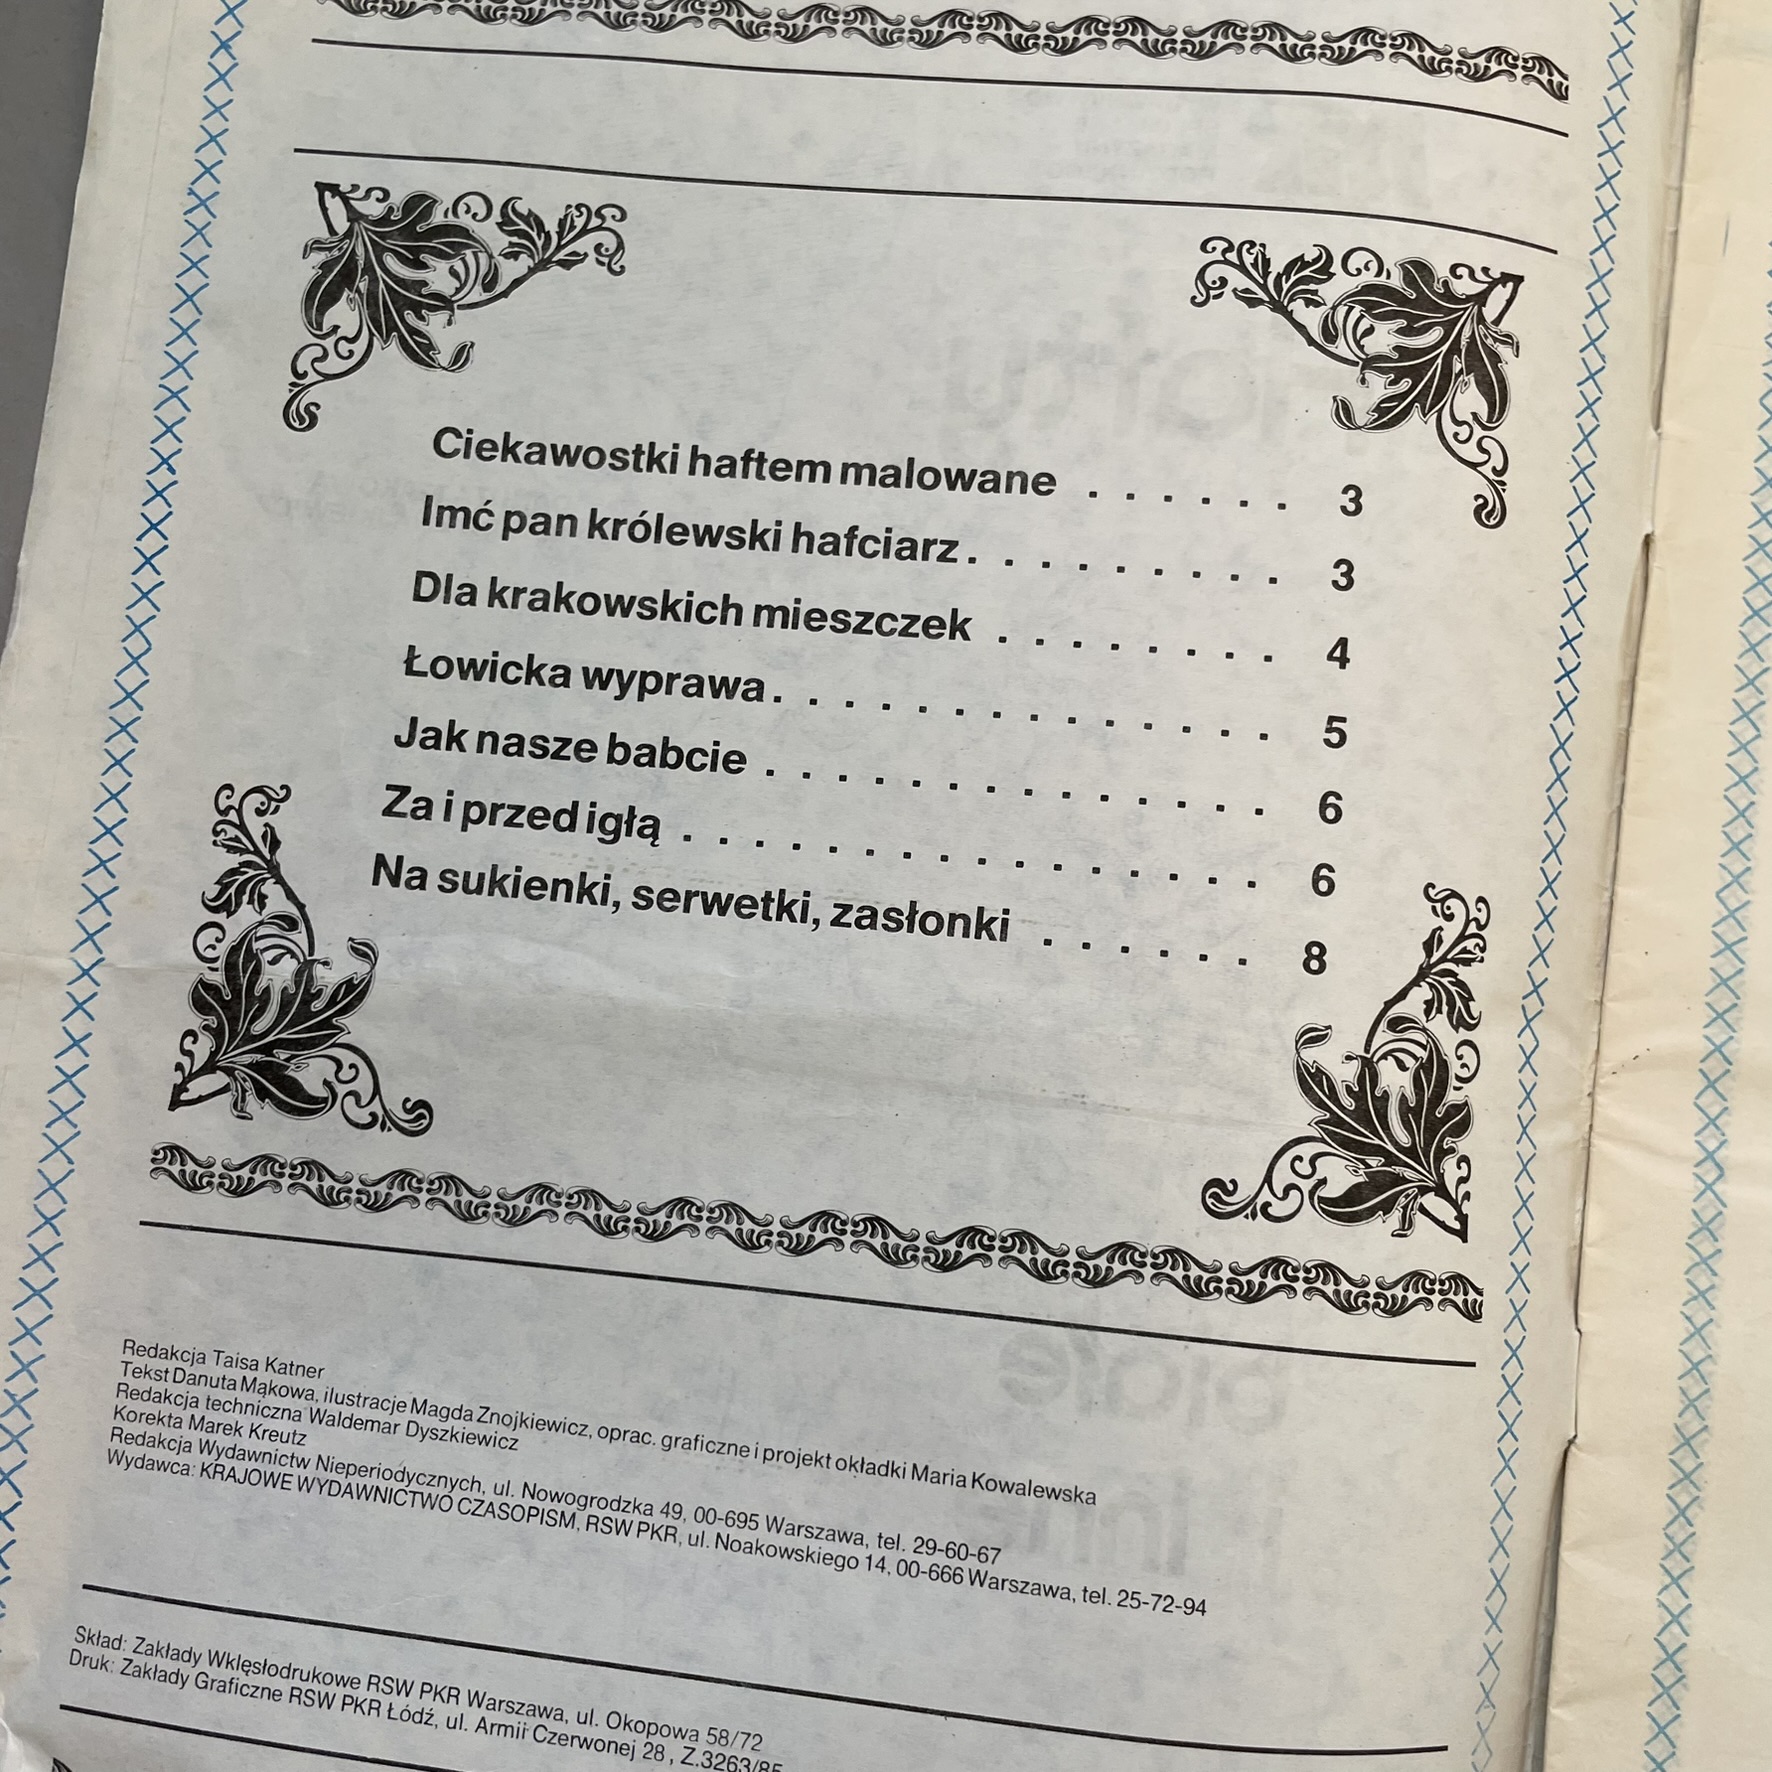 Ciekawostki haftem malowane . . . . . . 3
Imć pan królewski hafciarz . . . . . . . . . 3
Dla krakowskich mieszczek . . . . . . . . 4
Łowicka wyprawa . . . . . . . . . . . . . . 5
Jak nasze babcie . . . . . . . . . . . . . . 6
Za i przed igłą . . . . . . . . . . . . . . . . 6
Na sukienki, serwetki, zasłonki . . . . . . 8
Redakcja Taisa Katner
Tekst Danuta Mąkowa, ilustracje Magda Znojkiewicz, oprac. graficzne i projekt okładki Maria Kowalewska
Redakcja techniczna Waldemar Dyszkiewicz
Korekta Marek Kreutz
Redakcja Wydawnictw Nieperiodycznych, ul. Nowogrodzka 49, 00-695 Warszawa, tel. 29-60-67
Wydawca: KRAJOWE WYDAWNICTWO CZASOPISM, RSW PKR, ul. Noakowskiego 14, 00-666 Warszawa, tel. 25-72-94
Skład: Zakłady Wklęsłodrukowe RSW PKR Warszawa, ul. Okopowa 58/72
Druk: Zakłady Graficzne RSW PKR Łódź, ul. Armii Czerwonej 28, Z.3263/85